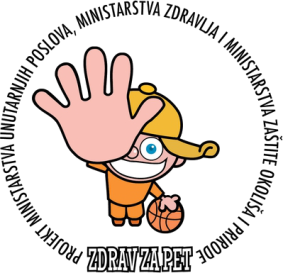 PROJEKT MINISTARSTVA UNUTARNJIH POSLOVA, MINISTARSTVA ZDRAVLJA I MINISTARSTVA ZAŠTITE OKOLIŠA I PRIRODE
ZDRAV ZA PET